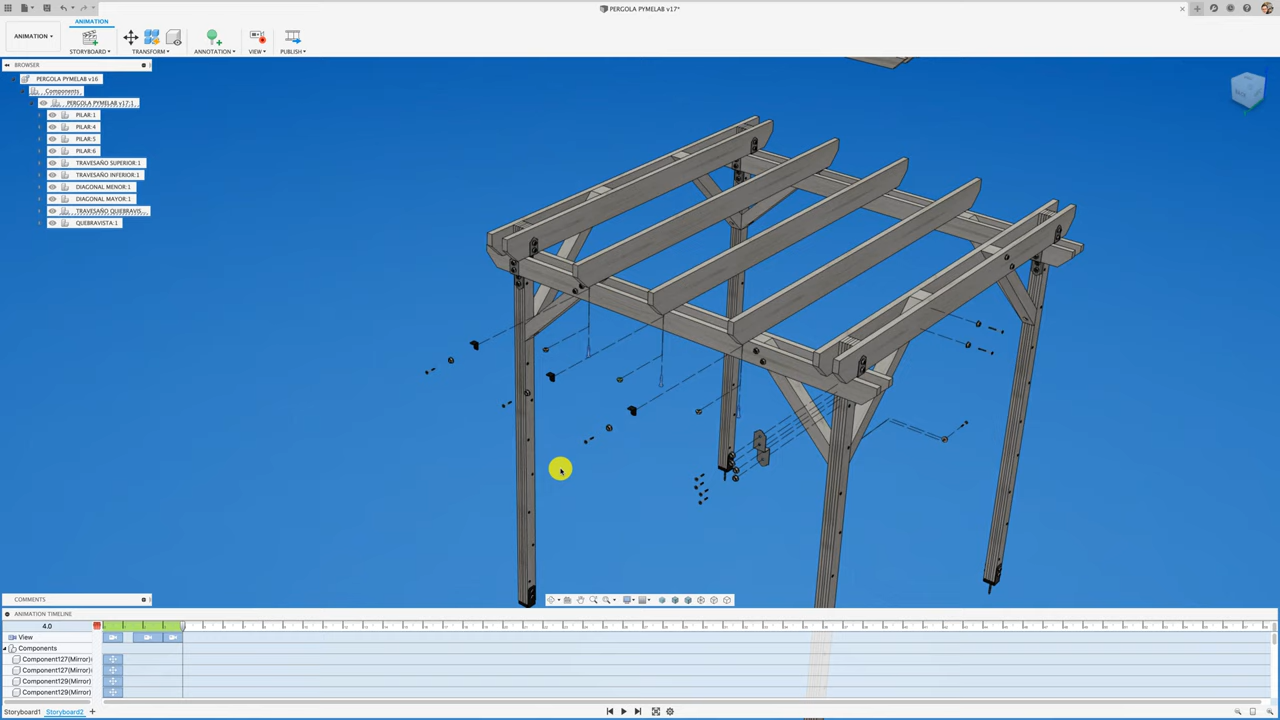 PERGOLA PYMELAB v17*
ANIMATION
ANIMATION
STORYBOARD
TRANSFORM
ANNOTATION
VIEW
PUBLISH
BROWSER
PERGOLA PYMELAB v16
Components
PERGOLA PYMELAB v17:1
PILAR:1
PILAR:4
PILAR:5
PILAR:6
TRAVESAÑO SUPERIOR:1
TRAVESAÑO INFERIOR:1
DIAGONAL MENOR:1
DIAGONAL MAYOR:1
TRAVESAÑO QUIEBRAVIS...
QUIEBRAVISTA:1
COMMENTS
ANIMATION TIMELINE
4.0
View
Components
Component127(Mirror)
Component127(Mirror)
Component129(Mirror)
Component129(Mirror)
Storyboard1 Storyboard2